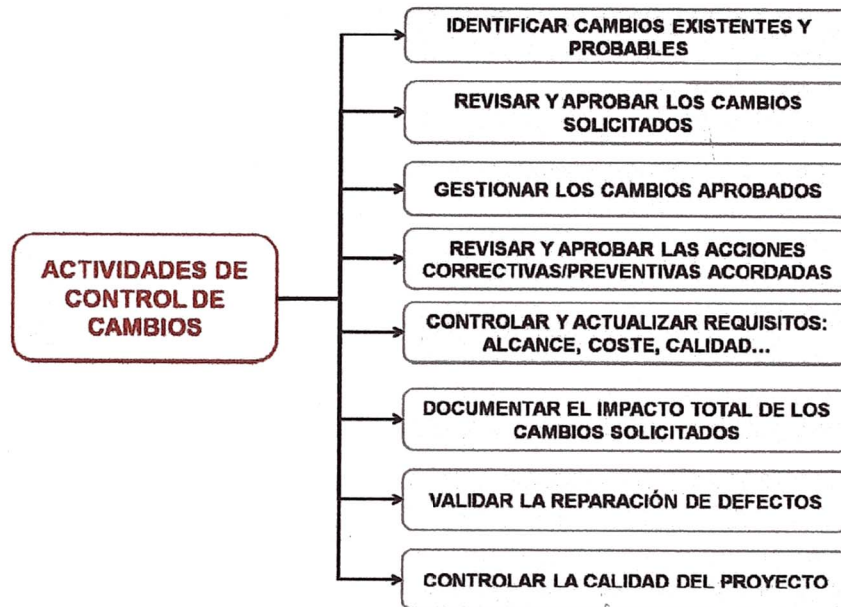 IDENTIFICAR CAMBIOS EXISTENTES Y
PROBABLES
REVISAR Y APROBAR LOS CAMBIOS
SOLICITADOS
GESTIONAR LOS CAMBIOS APROBADOS
REVISAR Y APROBAR LAS ACCIONES
CORRECTIVAS/PREVENTIVAS ACORDADAS
ACTIVIDADES DE
CONTROL DE
CAMBIOS
CONTROLAR Y ACTUALIZAR REQUISITOS:
ALCANCE, COSTE, CALIDAD...
DOCUMENTAR EL IMPACTO TOTAL DE LOS
CAMBIOS SOLICITADOS
VALIDAR LA REPARACIÓN DE DEFECTOS
CONTROLAR LA CALIDAD DEL PROYECTO